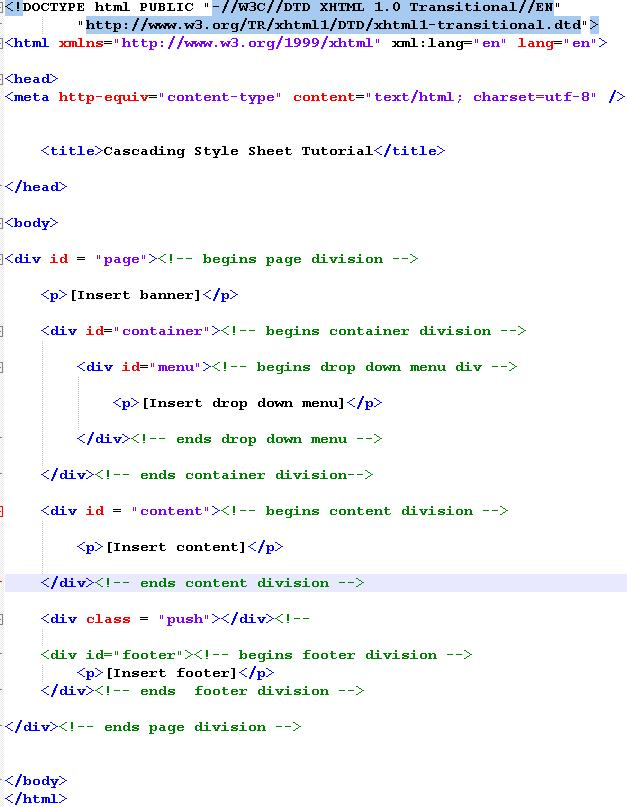 <!DOCTYPE html PUBLIC "-//W3C//DTD XHTML 1.0 Transitional//EN"
"http://www.w3.org/TR/xhtml1/DTD/xhtml1-transitional.dtd">
<html xmlns="http://www.w3.org/1999/xhtml" xml:lang="en" lang="en">
<head>
<meta http-equiv="content-type" content="text/html; charset=utf-8" />
<title>Cascading Style Sheet Tutorial</title>
</head>
<body>
<div id = "page"><!-- begins page division -->
<p>[Insert banner]</p>
<div id="container"><!-- begins container division -->
<div id="menu"><!-- begins drop down menu div -->
<p>[Insert drop down menu]</p>
</div><!-- ends drop down menu -->
</div><!-- ends container division-->
<div id = "content"><!-- begins content division -->
<p>[Insert content]</p>
</div><!-- ends content division -->
<div class = "push"></div><!--
<div id="footer"><!-- begins footer division -->
<p>[Insert footer]</p>
</div><!-- ends  footer division -->
</div><!-- ends page division -->
</body>
</html>